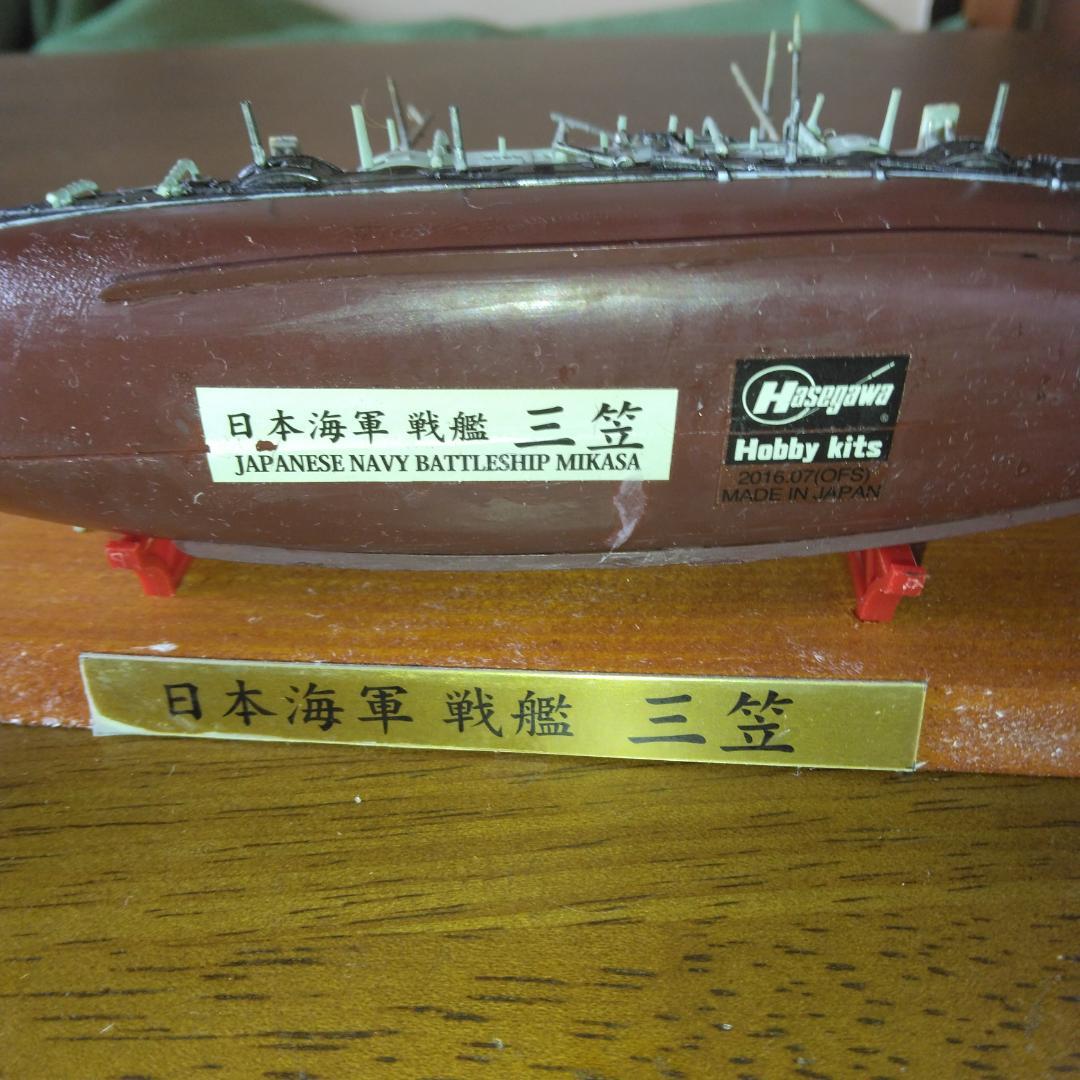 日本海軍 戦艦 三笠
JAPANESE NAVY BATTLESHIP MIKASA
Hasegawa
®
Hobby kits
2016.07(OFS)
MADE IN JAPAN
日本海軍 戦艦 三笠